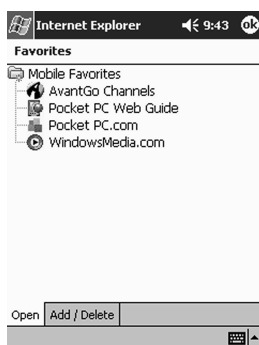 Internet Explorer 9:43 ok
Favorites
Mobile Favorites
AvantGo Channels
Pocket PC Web Guide
Pocket PC.com
WindowsMedia.com
Open Add / Delete